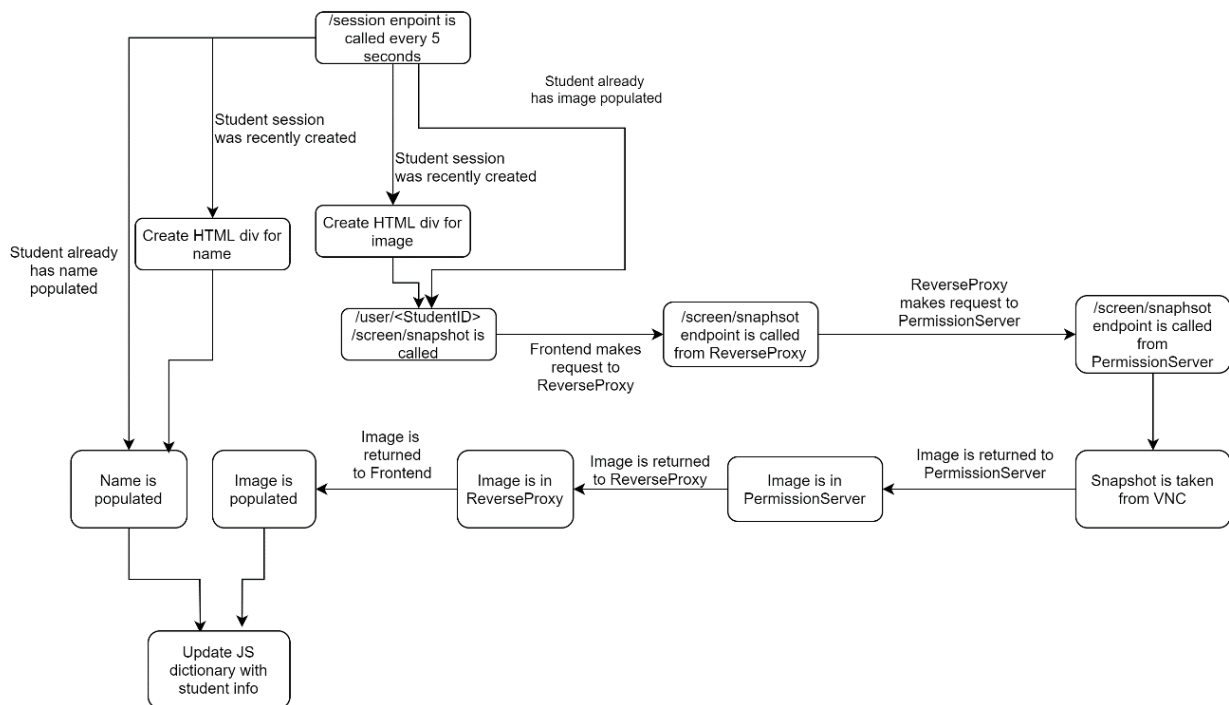 /session enpoint is
called every 5
seconds
Student already
has image populated
Student session
was recently created
Student session
was recently created
Create HTML div for
name
Create HTML div for
image
Student already
has name
populated
/user/<StudentID>
/screen/snapshot is
called
Frontend makes
request to
ReverseProxy
/screen/snaphsot
endpoint is called
from ReverseProxy
ReverseProxy
makes request to
PermissionServer
/screen/snaphsot
endpoint is called
from
PermissionServer
Name is
populated
Image is
populated
Image is
returned
to Frontend
Image is in
ReverseProxy
Image is returned
to ReverseProxy
Image is in
PermissionServer
Image is returned to
PermissionServer
Snapshot is taken
from VNC
Update JS
dictionary with
student info